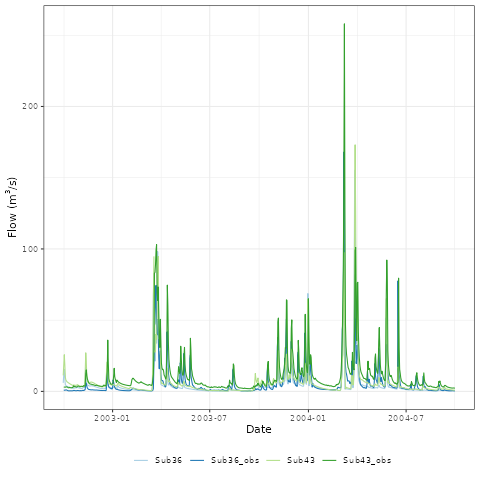 Flow (m³/s)
200
100
0
2003-01
2003-07
2004-01
2004-07
Date
Sub36
Sub36_obs
Sub43
Sub43_obs